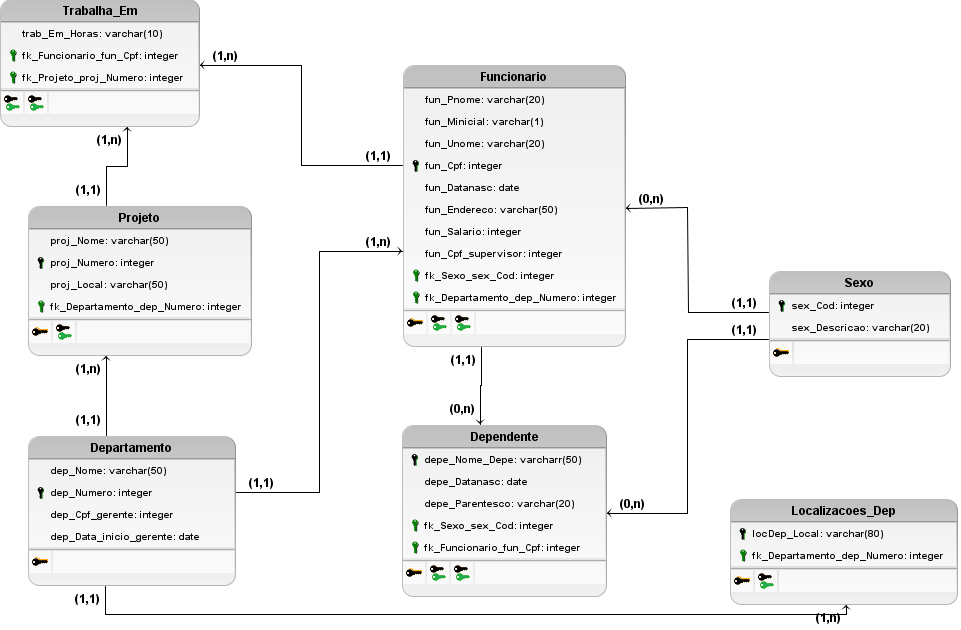 Trabalha_Em
trab_Em_Horas: varchar(10)
fk_Funcionario_fun_Cpf: integer
fk_Projeto_proj_Numero: integer
(1,n)
(1,1)
(1,n)
(1,1)
Funcionario
fun_Pnome: varchar(20)
fun_Minicial: varchar(1)
fun_Unome: varchar(20)
fun_Cpf: integer
fun_Datanasc: date
fun_Endereco: varchar(50)
fun_Salario: integer
fun_Cpf_supervisor: integer
fk_Sexo_sex_Cod: integer
fk_Departamento_dep_Numero: integer
Projeto
proj_Nome: varchar(50)
proj_Numero: integer
proj_Local: varchar(50)
fk_Departamento_dep_Numero: integer
(1,n)
(0,n)
Sexo
sex_Cod: integer
sex_Descricao: varchar(20)
(1,1)
(1,1)
(1,n)
(1,1)
(1,1)
(0,n)
Departamento
dep_Nome: varchar(50)
dep_Numero: integer
dep_Cpf_gerente: integer
dep_Data_inicio_gerente: date
(1,1)
Dependente
depe_Nome_Depe: varcharr(50)
depe_Datanasc: date
depe_Parentesco: varchar(20)
fk_Sexo_sex_Cod: integer
fk_Funcionario_fun_Cpf: integer
(0,n)
Localizacoes_Dep
locDep_Local: varchar(80)
fk_Departamento_dep_Numero: integer
(1,1)
(1,n)